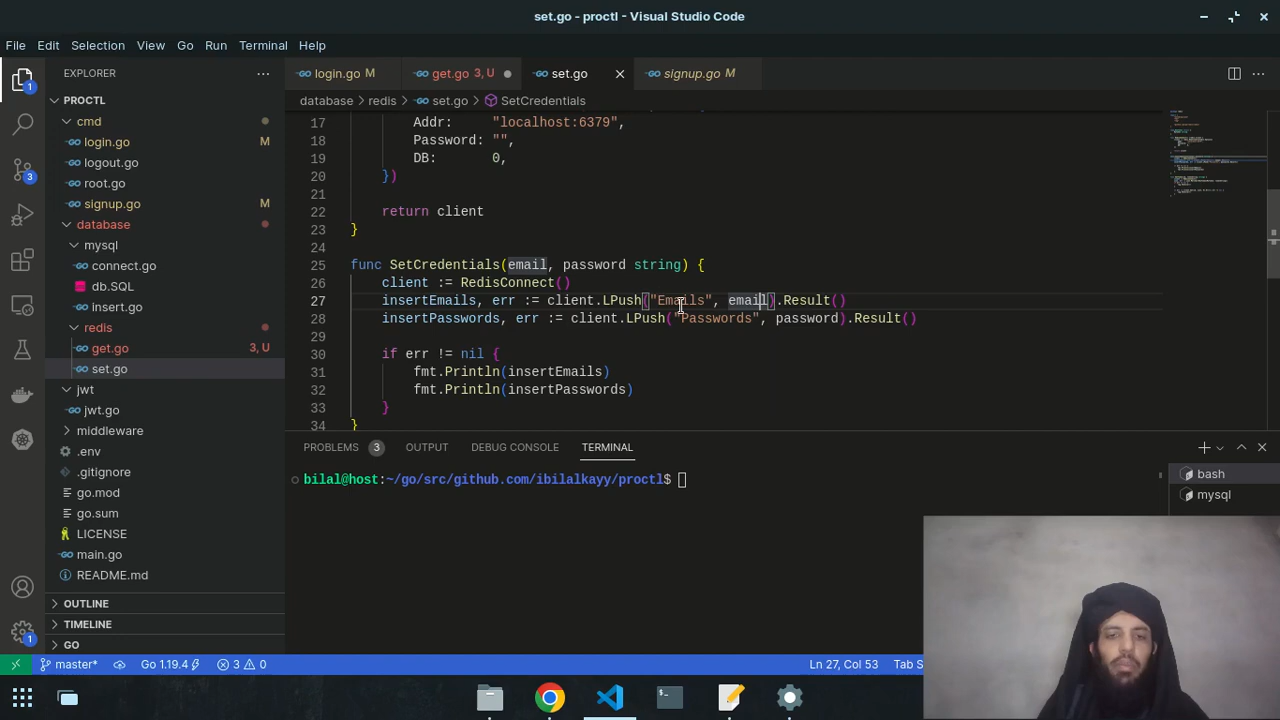 set.go - proctl - Visual Studio Code
File Edit Selection View Go Run Terminal Help
EXPLORER
PROCTL
cmd
login.go M
logout.go
root.go
signup.go M
database
mysql
connect.go
db.SQL
insert.go
redis
get.go 3, U
set.go
jwt
jwt.go
middleware
.env
.gitignore
go.mod
go.sum
LICENSE
main.go
README.md
OUTLINE
TIMELINE
GO
1
3
1
login.go M get.go 3, U set.go signup.go M
database > redis > set.go > SetCredentials
17 Addr: "localhost:6379",
18 Password: "",
19 DB: 0,
20 })
21
22 return client
23 }
24
25 func SetCredentials(email, password string) {
26 client := RedisConnect()
27 insertEmails, err := client.LPush("Emails", email).Result()
28 insertPasswords, err := client.LPush("Passwords", password).Result()
29
30 if err != nil {
31 fmt.Println(insertEmails)
32 fmt.Println(insertPasswords)
33 }
34 }
PROBLEMS 3 OUTPUT DEBUG CONSOLE TERMINAL
bilal@host:~/go/src/github.com/ibilalkayy/proctl$
bash
mysql
master* Go 1.19.4 3 0 Ln 27, Col 53 Tab S